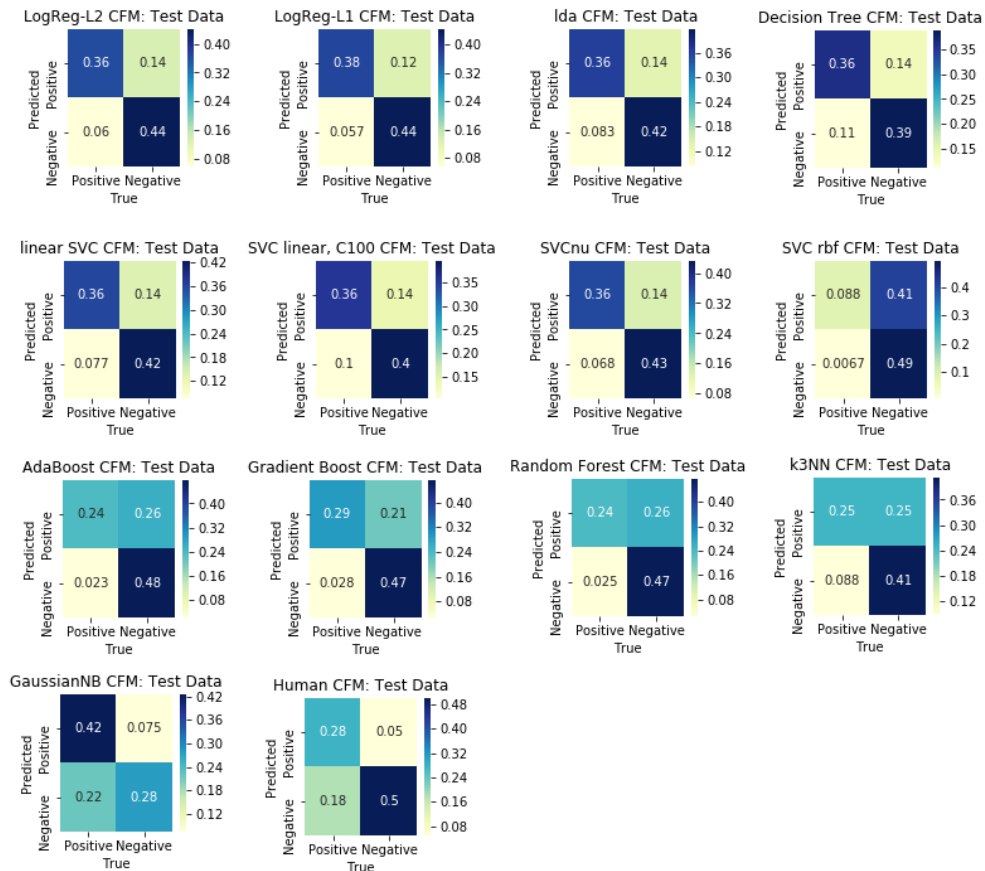 LogReg-L2 CFM: Test Data
0.36 0.14
0.06 0.44
Predicted
Positive
Negative
Positive Negative
True
0.40
0.32
0.24
0.16
0.08
LogReg-L1 CFM: Test Data
0.38 0.12
0.057 0.44
Predicted
Positive
Negative
Positive Negative
True
0.40
0.32
0.24
0.16
0.08
lda CFM: Test Data
0.36 0.14
0.083 0.42
Predicted
Positive
Negative
Positive Negative
True
0.36
0.30
0.24
0.18
0.12
Decision Tree CFM: Test Data
0.36 0.14
0.11 0.39
Predicted
Positive
Negative
Positive Negative
True
0.35
0.30
0.25
0.20
0.15
linear SVC CFM: Test Data
0.36 0.14
0.077 0.42
Predicted
Positive
Negative
Positive Negative
True
0.42
0.36
0.30
0.24
0.18
0.12
SVC linear, C100 CFM: Test Data
0.36 0.14
0.1 0.4
Predicted
Positive
Negative
Positive Negative
True
0.35
0.30
0.25
0.20
0.15
SVCnu CFM: Test Data
0.36 0.14
0.068 0.43
Predicted
Positive
Negative
Positive Negative
True
0.40
0.32
0.24
0.16
0.08
SVC rbf CFM: Test Data
0.088 0.41
0.0067 0.49
Predicted
Positive
Negative
Positive Negative
True
0.4
0.3
0.2
0.1
AdaBoost CFM: Test Data
0.24 0.26
0.023 0.48
Predicted
Positive
Negative
Positive Negative
True
0.40
0.32
0.24
0.16
0.08
Gradient Boost CFM: Test Data
0.29 0.21
0.028 0.47
Predicted
Positive
Negative
Positive Negative
True
0.40
0.32
0.24
0.16
0.08
Random Forest CFM: Test Data
0.24 0.26
0.025 0.47
Predicted
Positive
Negative
Positive Negative
True
0.40
0.32
0.24
0.16
0.08
k3NN CFM: Test Data
0.25 0.25
0.088 0.41
Predicted
Positive
Negative
Positive Negative
True
0.36
0.30
0.24
0.18
0.12
GaussianNB CFM: Test Data
0.42 0.075
0.22 0.28
Predicted
Positive
Negative
Positive Negative
True
0.42
0.36
0.30
0.24
0.18
0.12
Human CFM: Test Data
0.28 0.05
0.18 0.5
Predicted
Positive
Negative
Positive Negative
True
0.48
0.40
0.32
0.24
0.16
0.08